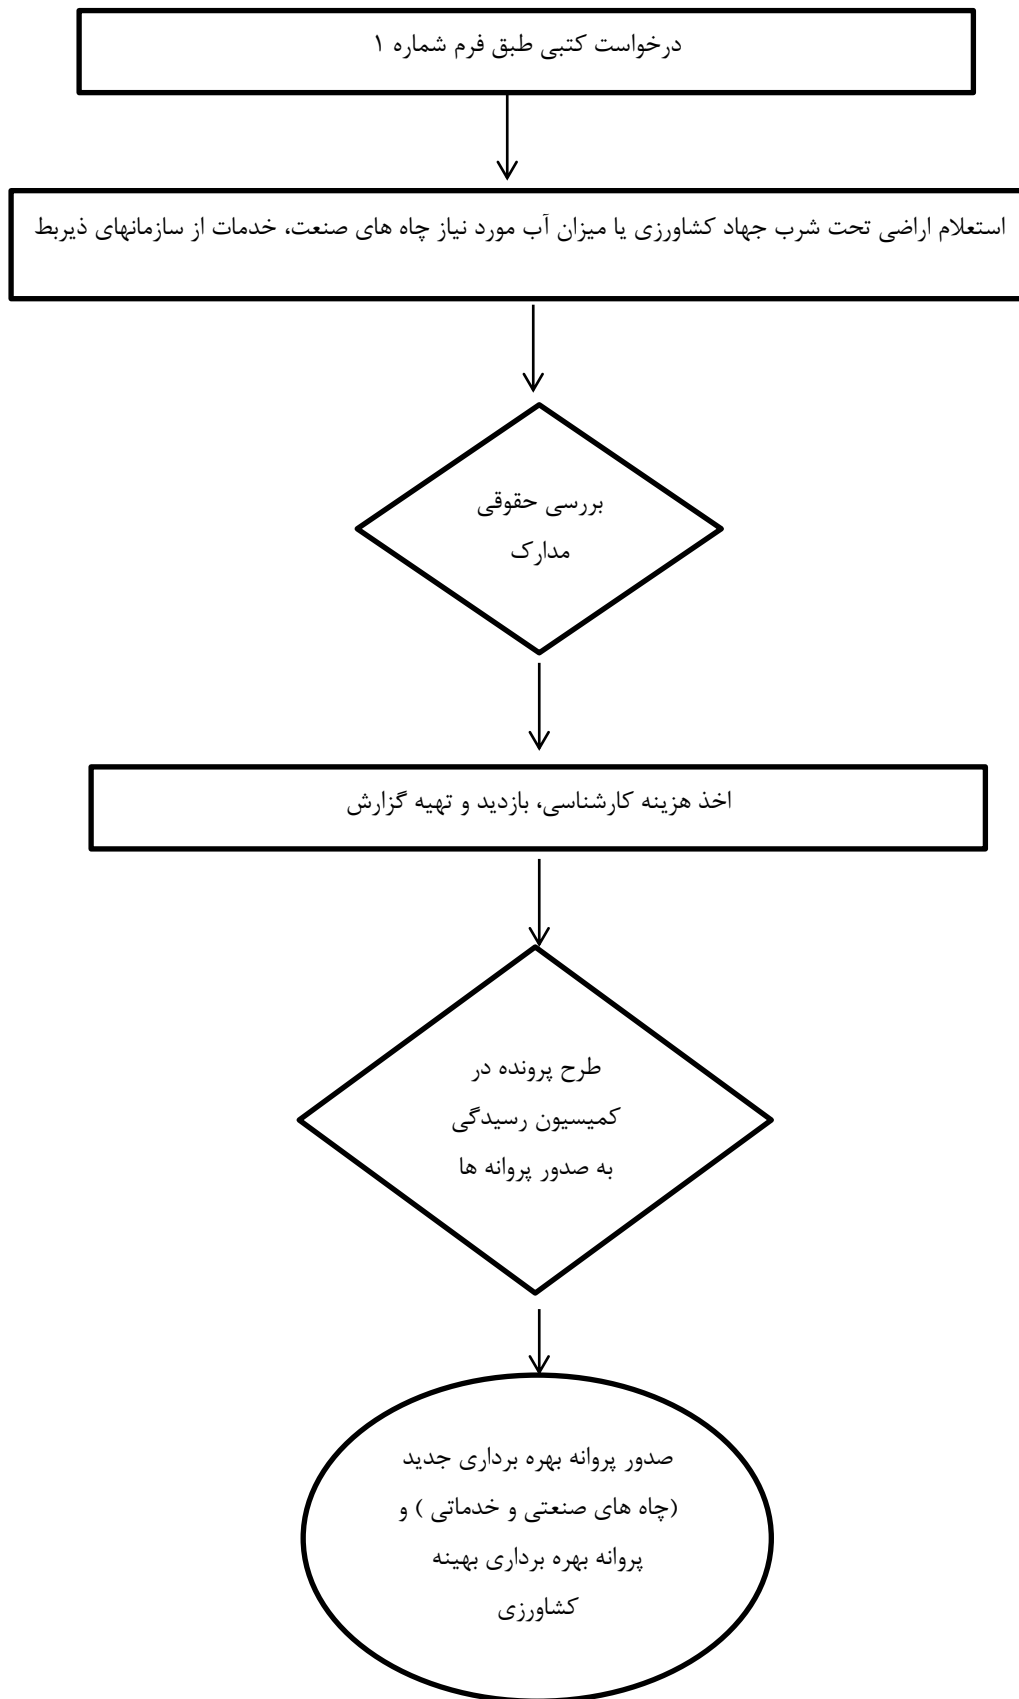 درخواست کتبی طبق فرم شماره ۱
استعلام اراضی تحت شرب جهاد کشاورزی یا میزان آب مورد نیاز چاه های صنعت، خدمات از سازمانهای ذیربط
بررسی حقوقی
مدارک
اخذ هزینه کارشناسی، بازدید و تهیه گزارش
طرح پرونده در
کمیسیون رسیدگی
به صدور پروانه ها
صدور پروانه بهره برداری جدید
(چاه های صنعتی و خدماتی ) و
پروانه بهره برداری بهینه
کشاورزی